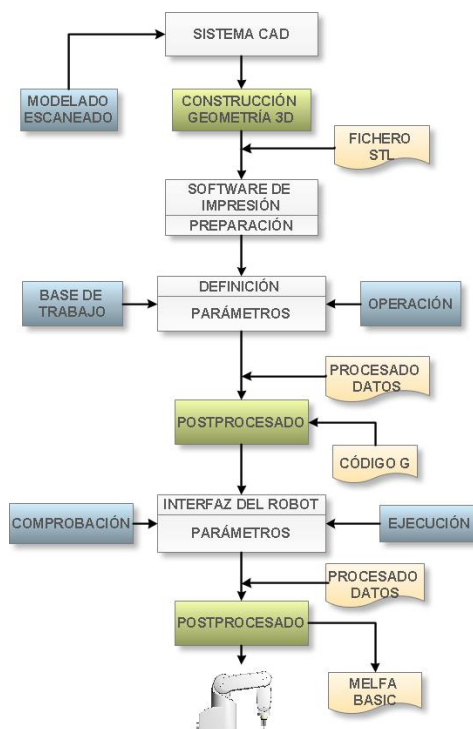 SISTEMA CAD
MODELADO
ESCANEADO
CONSTRUCCIÓN
GEOMETRÍA 3D
FICHERO
STL
SOFTWARE DE
IMPRESIÓN
PREPARACIÓN
BASE DE
TRABAJO
DEFINICIÓN
PARÁMETROS
OPERACIÓN
PROCESADO
DATOS
POSTPROCESADO
CÓDIGO G
COMPROBACIÓN
INTERFAZ DEL ROBOT
PARÁMETROS
EJECUCIÓN
PROCESADO
DATOS
POSTPROCESADO
MELFA
BASIC